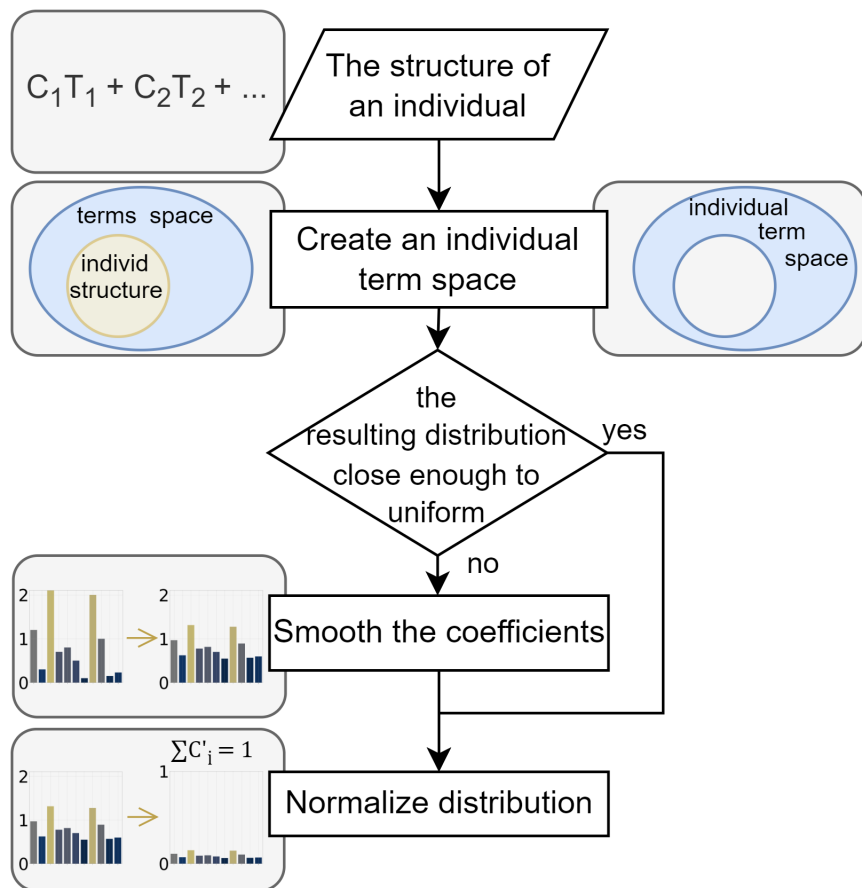 C₁T₁ + C₂T₂ + ...
The structure of
an individual
terms space
individ
structure
Create an individual
term space
individual
term
space
the
resulting distribution
close enough to
uniform
yes
no
2
1
0
2
1
0
Smooth the coefficients
∑C'ᵢ = 1
2
1
0
1
0
Normalize distribution